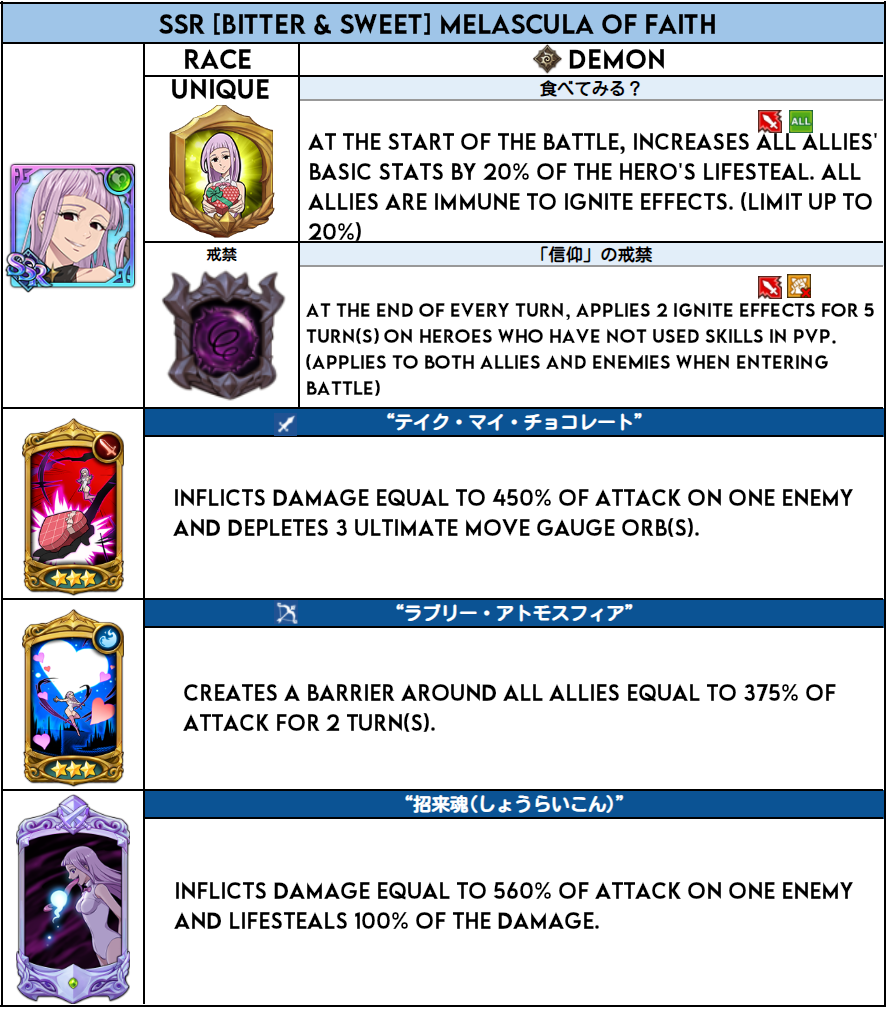 SSR [BITTER & SWEET] MELASCULA OF FAITH
RACE
DEMON
UNIQUE
食べてみる？
ALL
AT THE START OF THE BATTLE, INCREASES ALL ALLIES'
BASIC STATS BY 20% OF THE HERO'S LIFESTEAL. ALL
ALLIES ARE IMMUNE TO IGNITE EFFECTS. (LIMIT UP TO
20%)
SSR
戒禁
「信仰」の戒禁
AT THE END OF EVERY TURN, APPLIES 2 IGNITE EFFECTS FOR 5
TURN(S) ON HEROES WHO HAVE NOT USED SKILLS IN PVP.
(APPLIES TO BOTH ALLIES AND ENEMIES WHEN ENTERING
BATTLE)
“テイク・マイ・チョコレート”
INFLICTS DAMAGE EQUAL TO 450% OF ATTACK ON ONE ENEMY
AND DEPLETES 3 ULTIMATE MOVE GAUGE ORB(S).
“ラブリー・アトモスフィア”
CREATES A BARRIER AROUND ALL ALLIES EQUAL TO 375% OF
ATTACK FOR 2 TURN(S).
“招来魂(しょうらいこん)”
INFLICTS DAMAGE EQUAL TO 560% OF ATTACK ON ONE ENEMY
AND LIFESTEALS 100% OF THE DAMAGE.